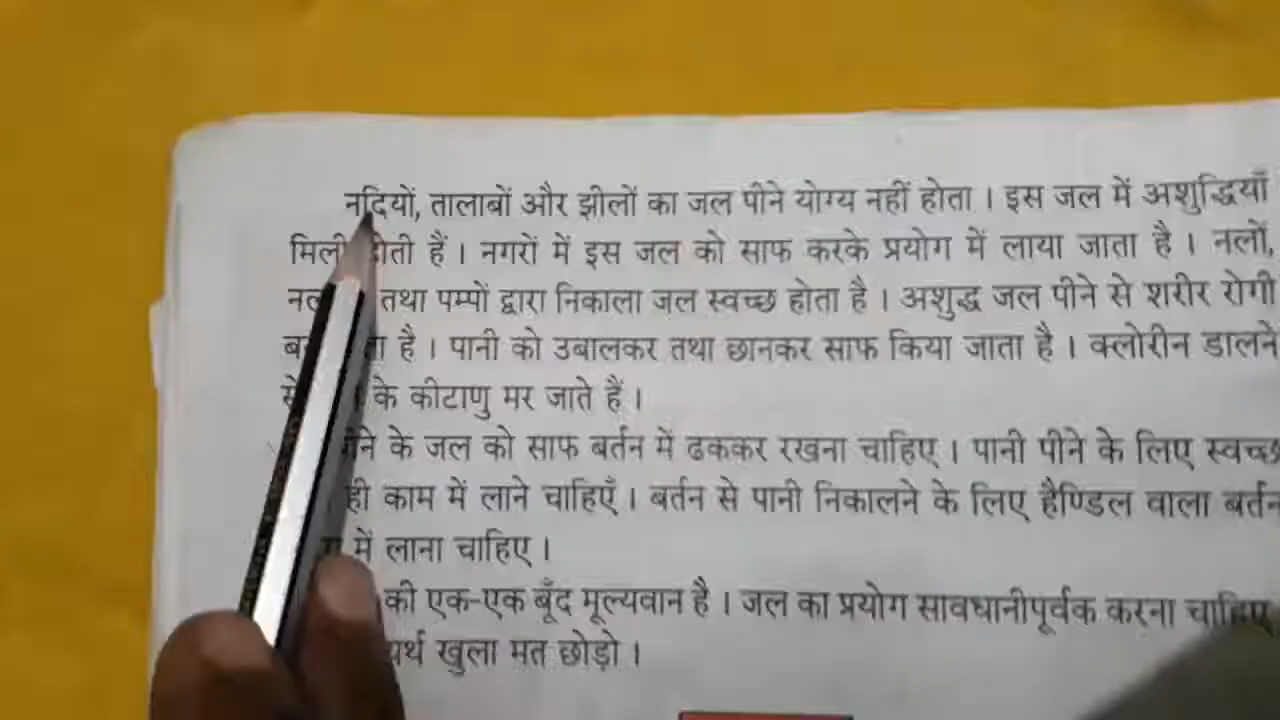 नदियों, तालाबों और झीलों का जल पीने योग्य नहीं होता । इस जल में अशुद्धियाँ
मिली होती हैं । नगरों में इस जल को साफ करके प्रयोग में लाया जाता है । नलों,
तथा पम्पों द्वारा निकाला जल स्वच्छ होता है । अशुद्ध जल पीने से शरीर रोगी
है । पानी को उबालकर तथा छानकर साफ किया जाता है । क्लोरीन डालने
से के कीटाणु मर जाते हैं ।
के जल को साफ बर्तन में ढककर रखना चाहिए । पानी पीने के लिए स्वच्छ
ही काम में लाने चाहिएँ । बर्तन से पानी निकालने के लिए हैण्डिल वाला बर्तन
में लाना चाहिए ।
की एक-एक बूँद मूल्यवान है । जल का प्रयोग सावधानीपूर्वक करना चाहिए
खुला मत छोड़ो ।